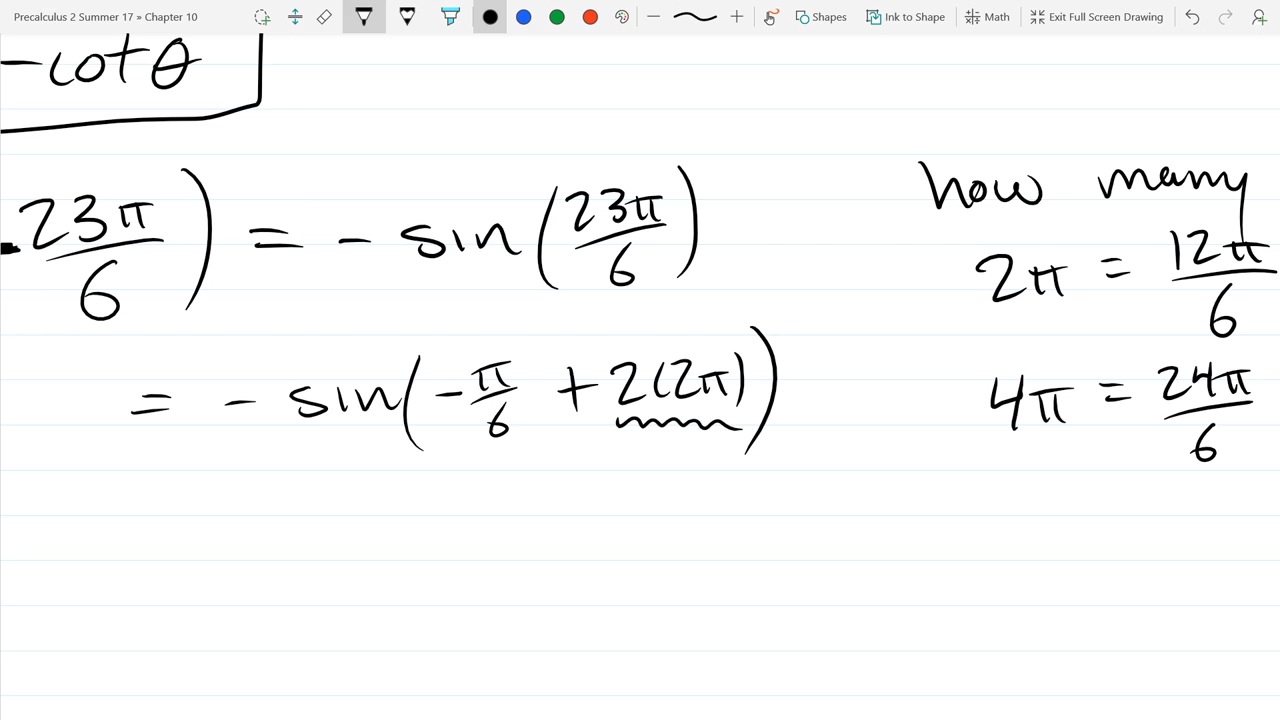 Precalculus 2 Summer 17 » Chapter 10
Shapes Ink to Shape Math Exit Full Screen Drawing
-cot θ
-23π/6) = - sin(23π/6)
how many
2π = 12π/6
= - sin(-π/6 + 2(2π))
4π = 24π/6